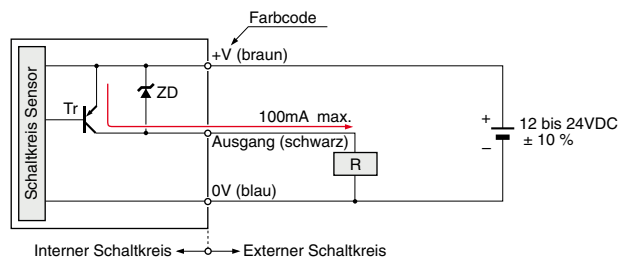 Farbcode
+V (braun)
Schaltkreis Sensor
Tr
ZD
100mA max.
Ausgang (schwarz)
R
+
12 bis 24VDC
–
± 10 %
0V (blau)
Interner Schaltkreis
Externer Schaltkreis